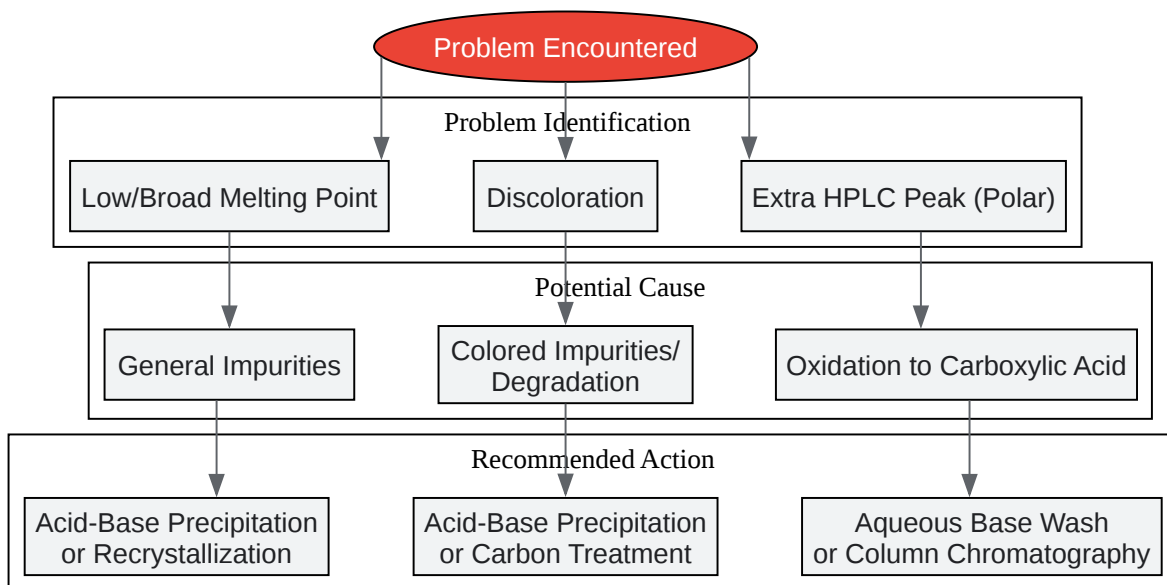 Problem Encountered
Problem Identification
Low/Broad Melting Point
Discoloration
Extra HPLC Peak (Polar)
Potential Cause
General Impurities
Colored Impurities/
Degradation
Oxidation to Carboxylic Acid
Recommended Action
Acid-Base Precipitation
or Recrystallization
Acid-Base Precipitation
or Carbon Treatment
Aqueous Base Wash
or Column Chromatography